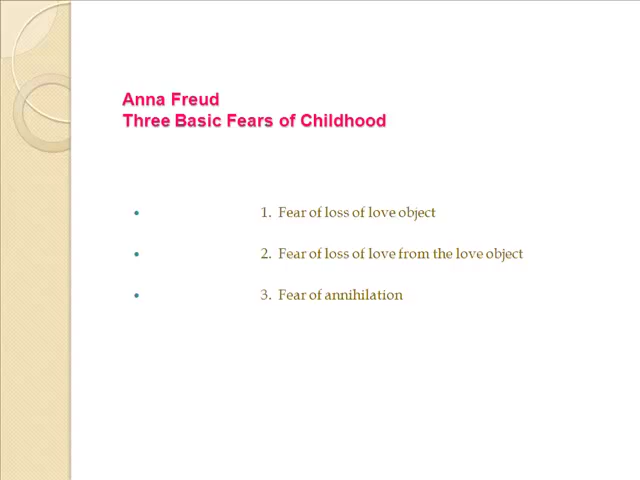 Anna Freud
Three Basic Fears of Childhood
1. Fear of loss of love object
2. Fear of loss of love from the love object
3. Fear of annihilation